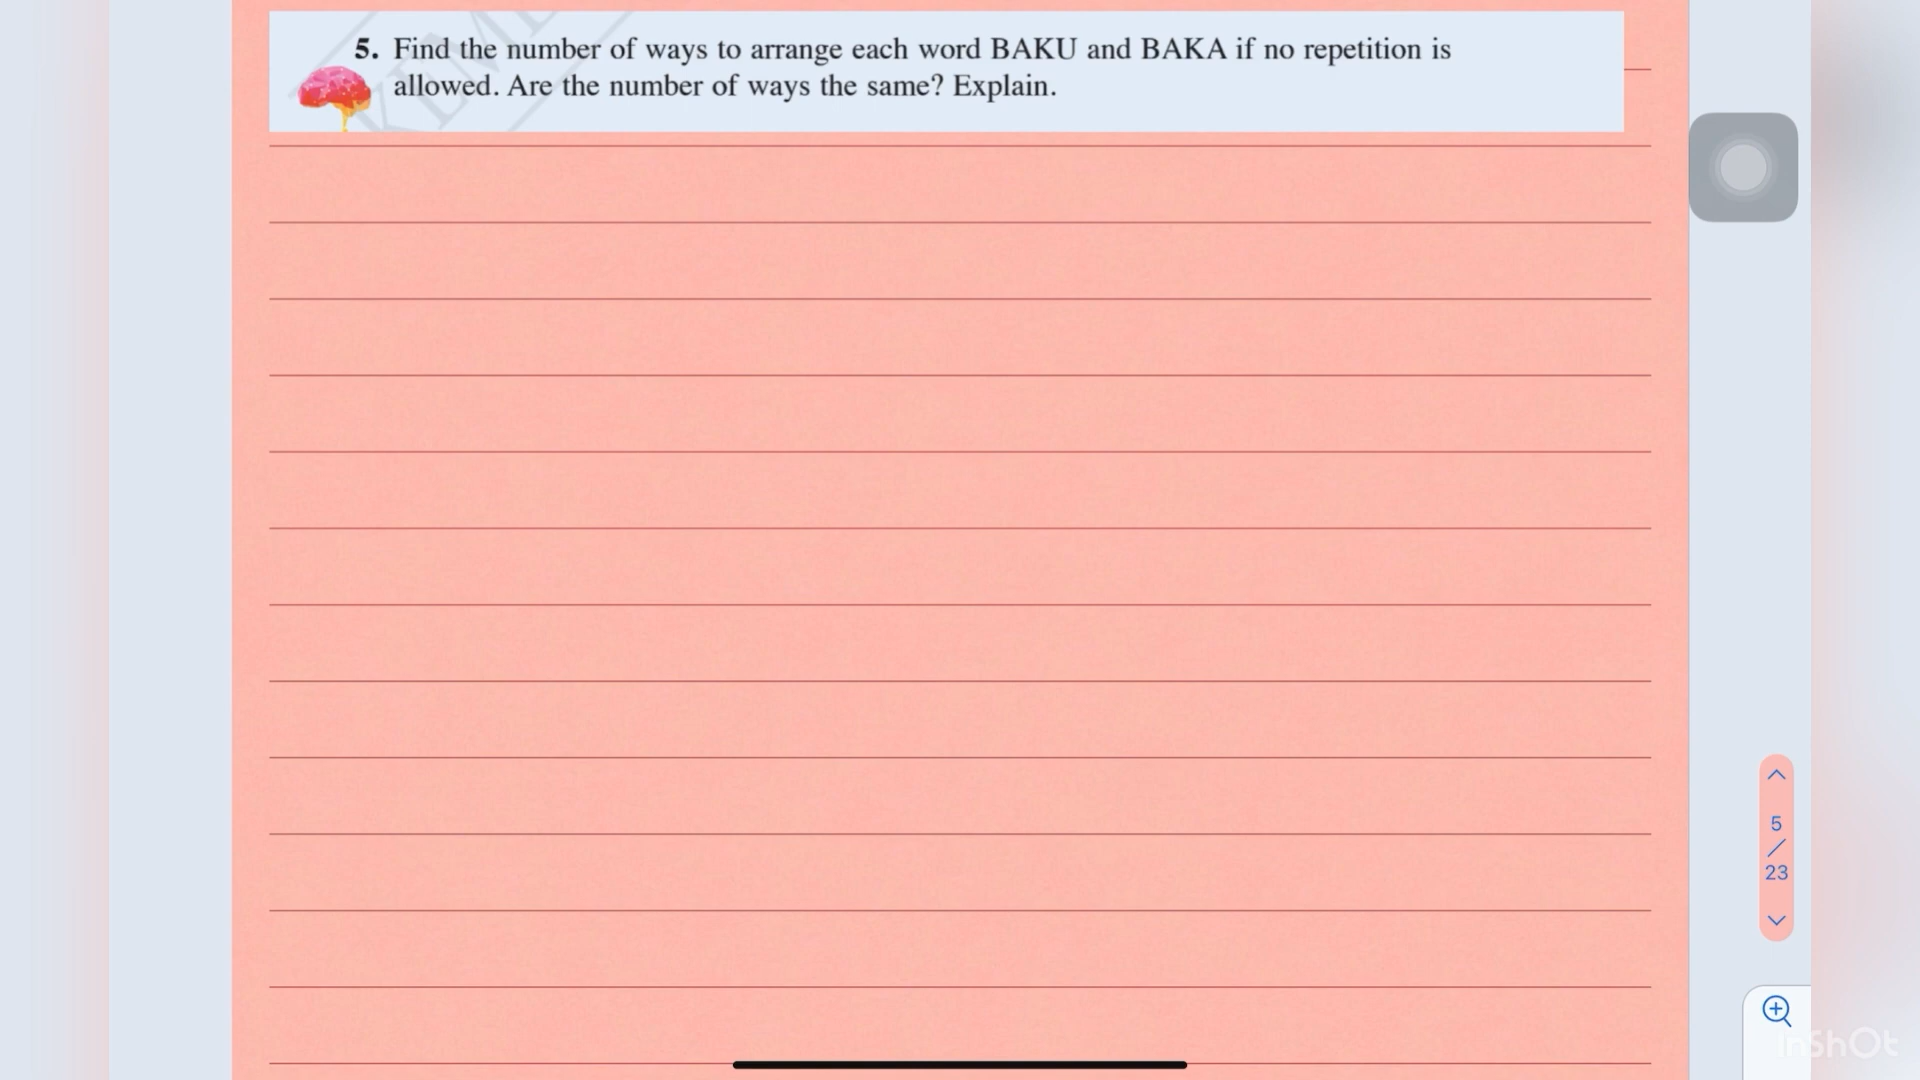 5. Find the number of ways to arrange each word BAKU and BAKA if no repetition is
allowed. Are the number of ways the same? Explain.
KEME
5
/
23
InShOt